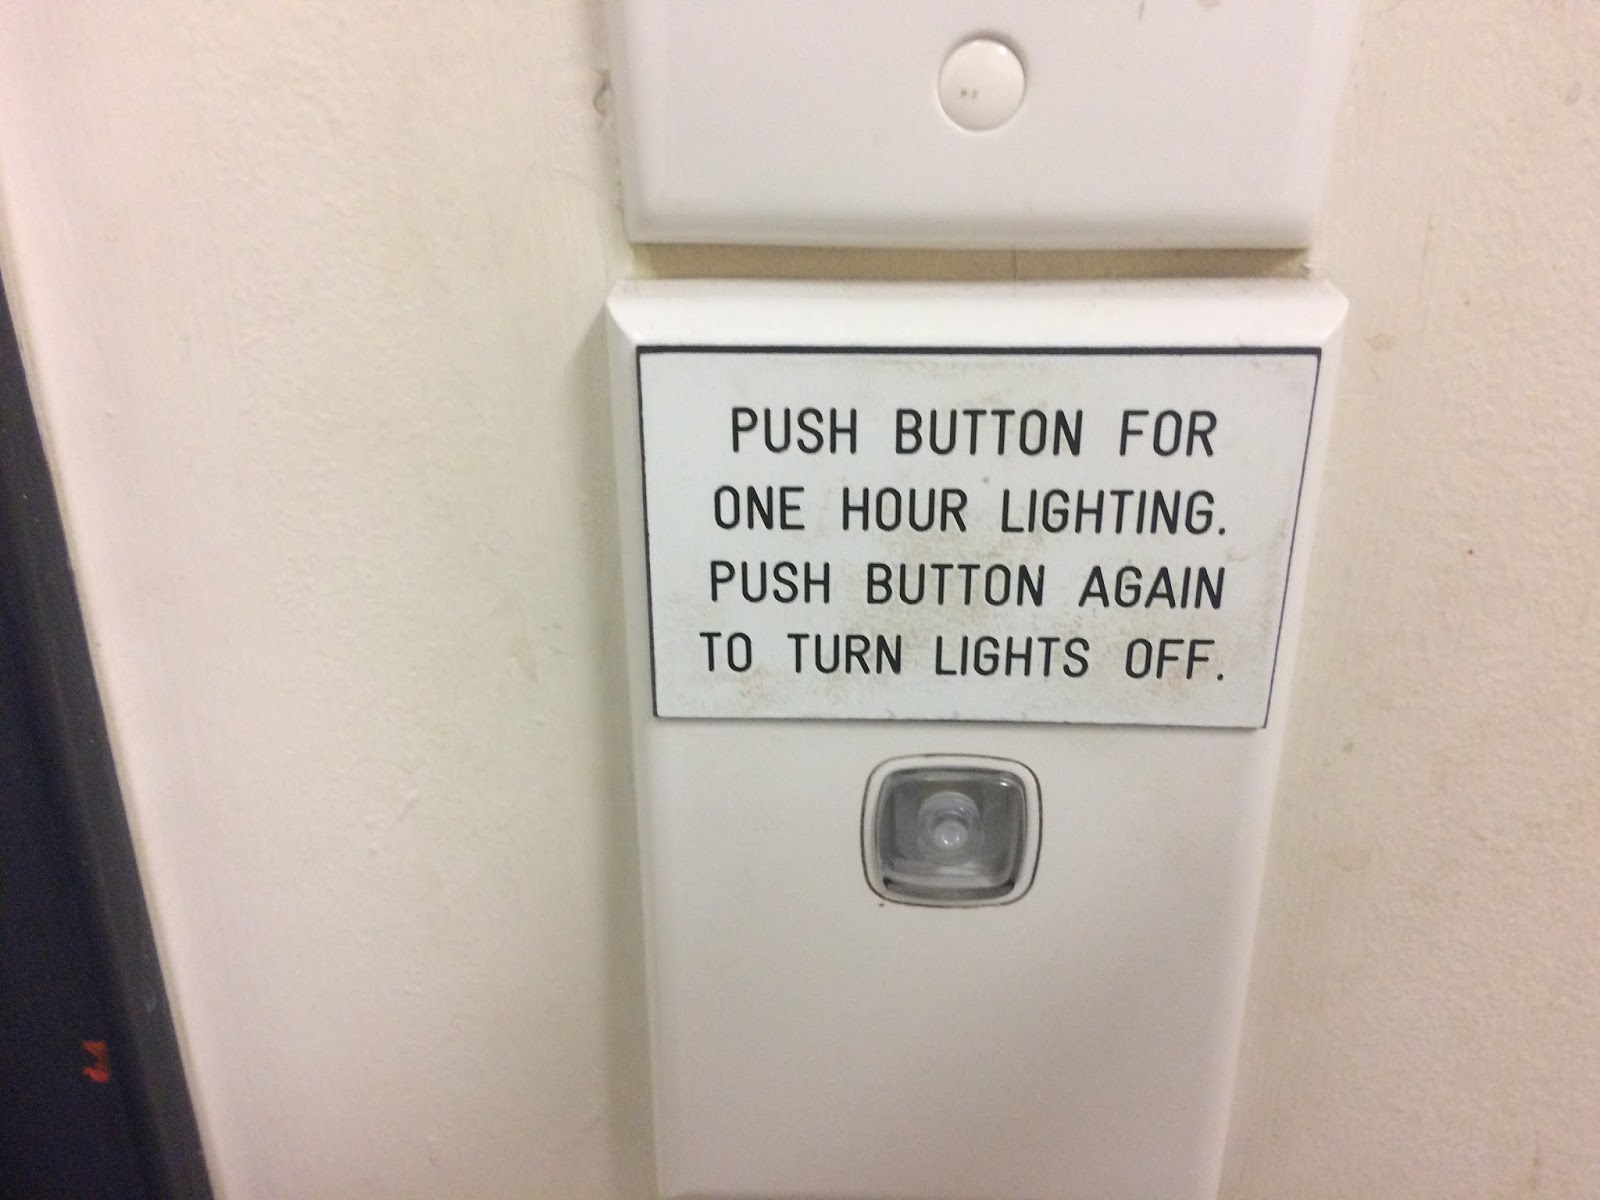 PUSH BUTTON FOR
ONE HOUR LIGHTING.
PUSH BUTTON AGAIN
TO TURN LIGHTS OFF.